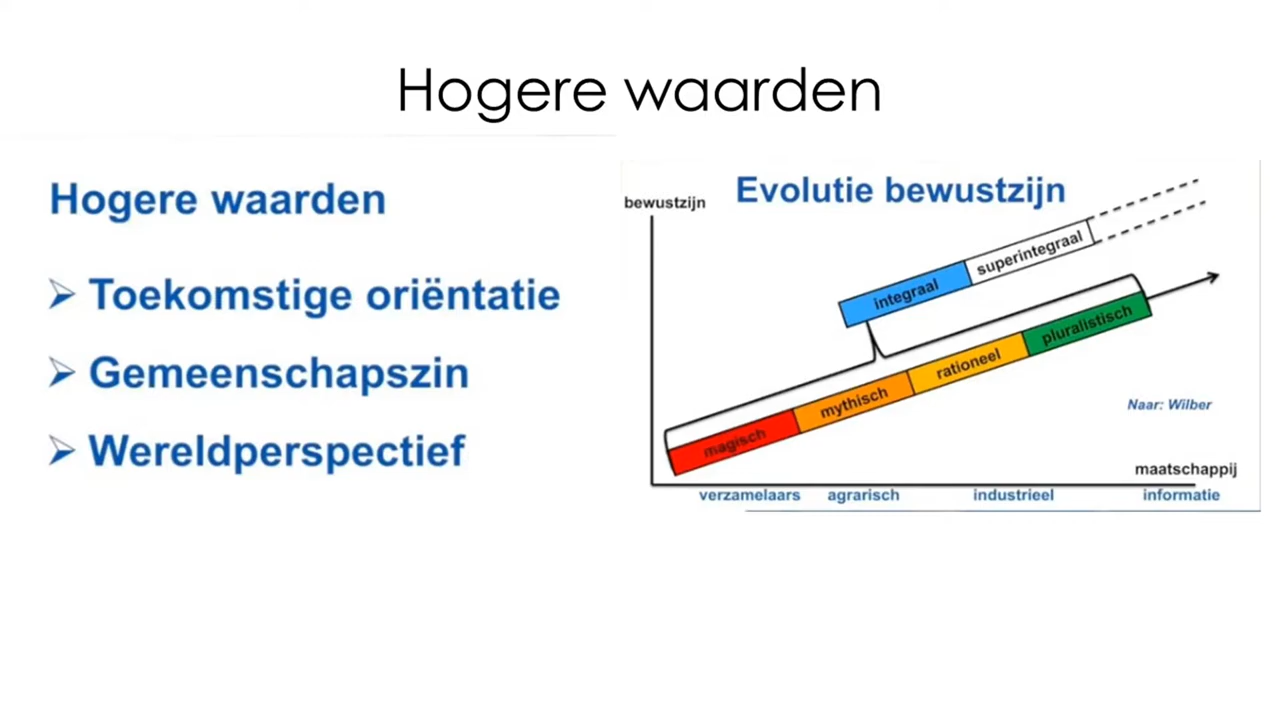 Hogere waarden
Hogere waarden
Toekomstige oriëntatie
Gemeenschapszin
Wereldperspectief
Evolutie bewustzijn
bewustzijn
superintegraal
integraal
pluralistisch
rationeel
mythisch
magisch
Naar: Wilber
maatschappij
verzamelaars agrarisch industrieel informatie